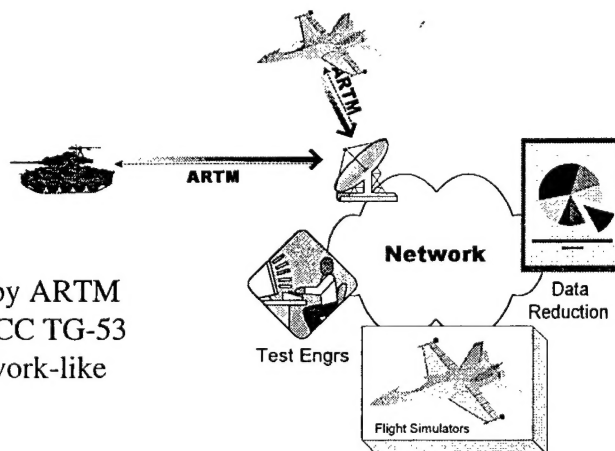 ARTM
ARTM
Network
by ARTM
CC TG-53
work-like
Data
Reduction
Test Engrs
Flight Simulators